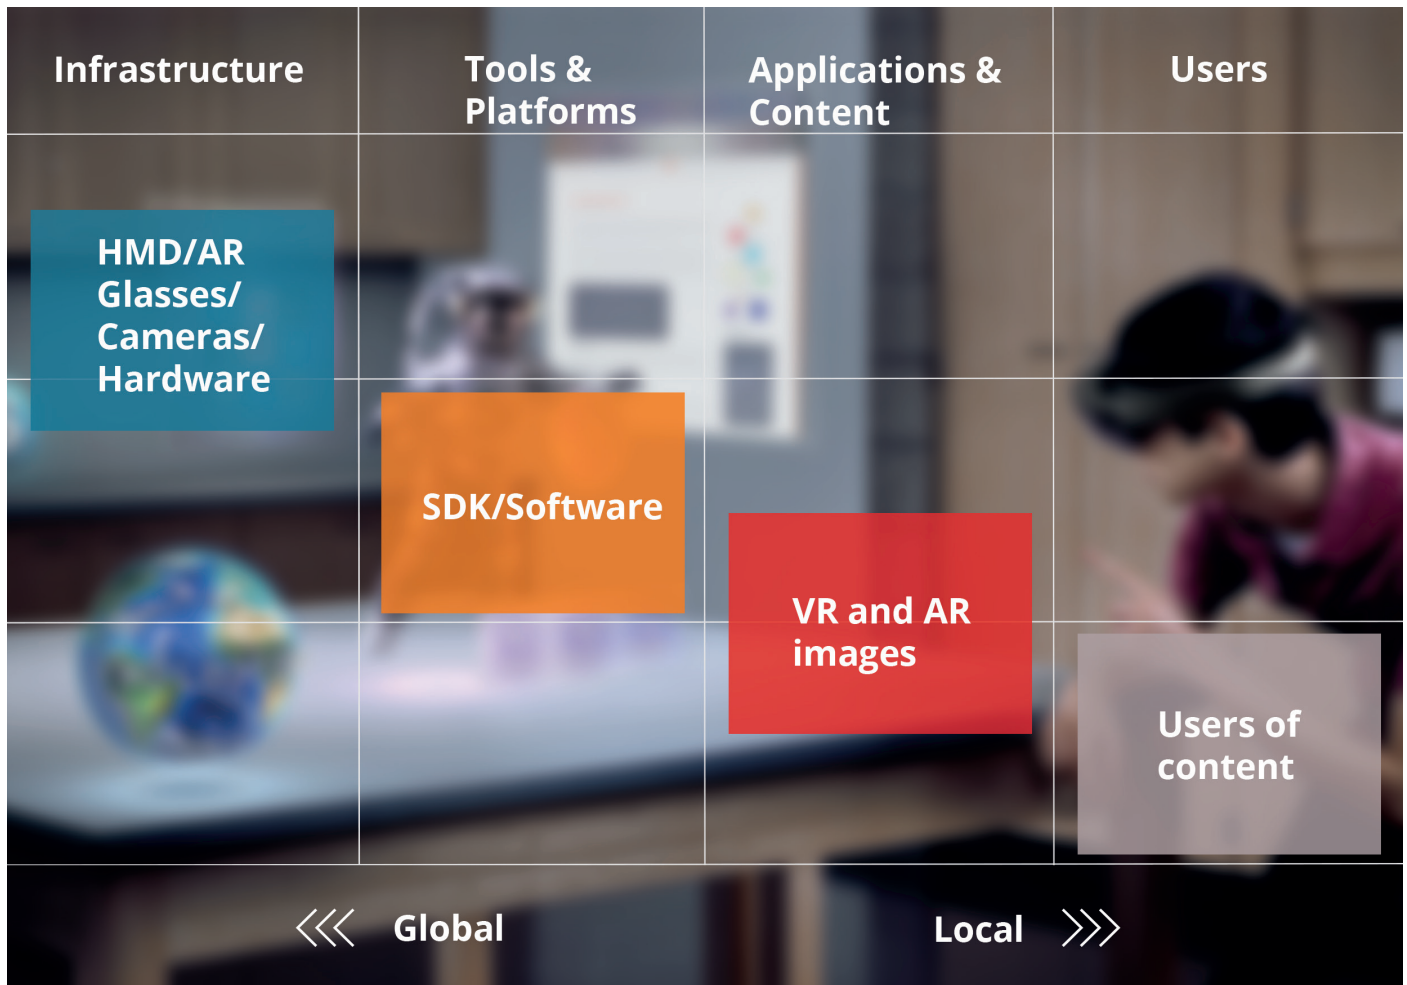 Infrastructure
Tools &
Platforms
Applications &
Content
Users
HMD/AR
Glasses/
Cameras/
Hardware
SDK/Software
VR and AR
images
Users of
content
Global
Local